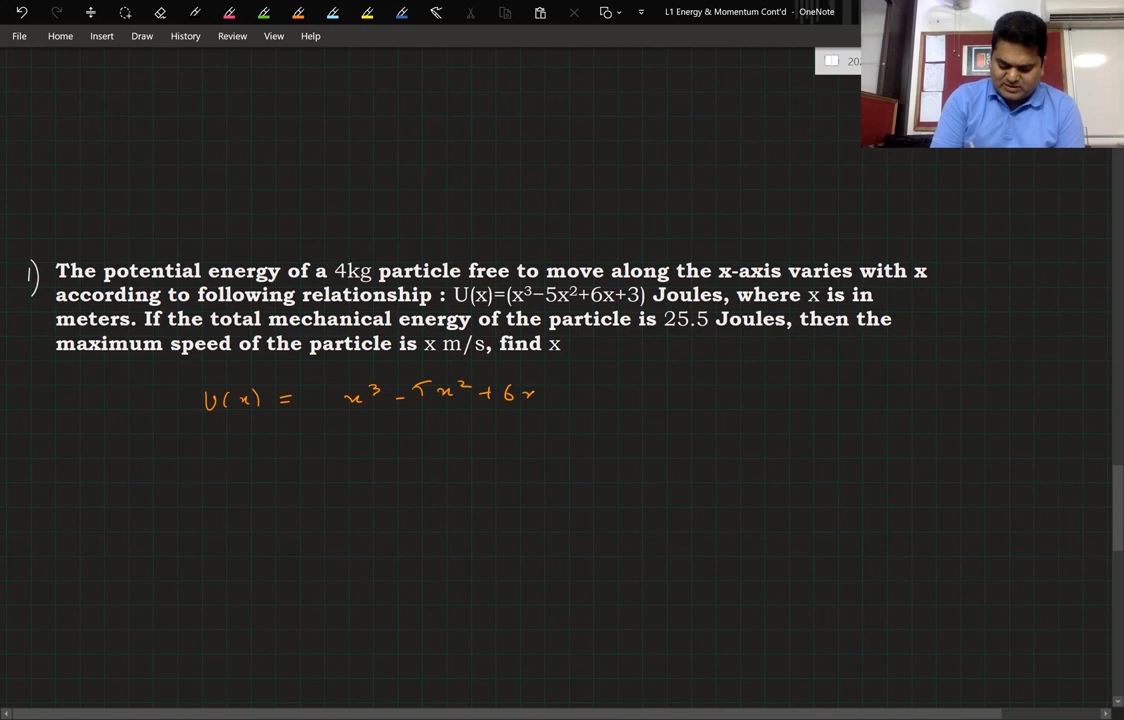 L1 Energy & Momentum Cont'd - OneNote
File Home Insert Draw History Review View Help
202
1) The potential energy of a 4kg particle free to move along the x-axis varies with x
according to following relationship : U(x)=(x³−5x²+6x+3) Joules, where x is in
meters. If the total mechanical energy of the particle is 25.5 Joules, then the
maximum speed of the particle is x m/s, find x
U(x) = x³ - 5x² + 6x